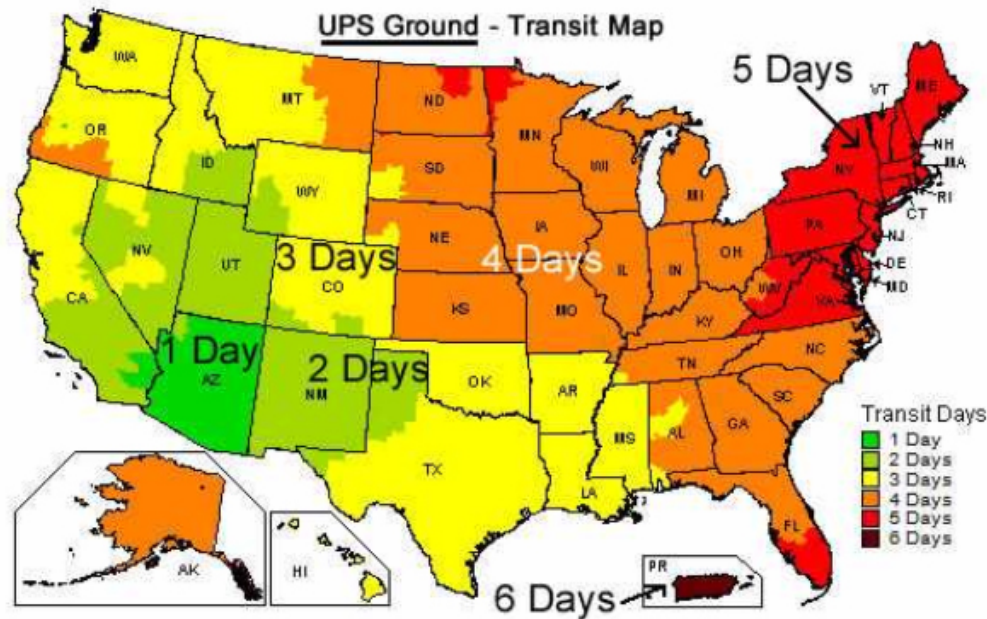 UPS Ground - Transit Map
5 Days
WA
MT
ND
MN
VT
ME
OR
ID
WY
SD
WI
MI
NY
NH
MA
RI
CT
NV
UT
3 Days
CO
NE
IA
4 Days
IL
IN
OH
PA
NJ
DE
MD
CA
KS
MO
KY
WV
VA
1 Day
AZ
2 Days
NM
OK
AR
TN
NC
SC
TX
LA
MS
AL
GA
FL
Transit Days
1 Day
2 Days
3 Days
4 Days
5 Days
6 Days
AK
HI
PR
6 Days